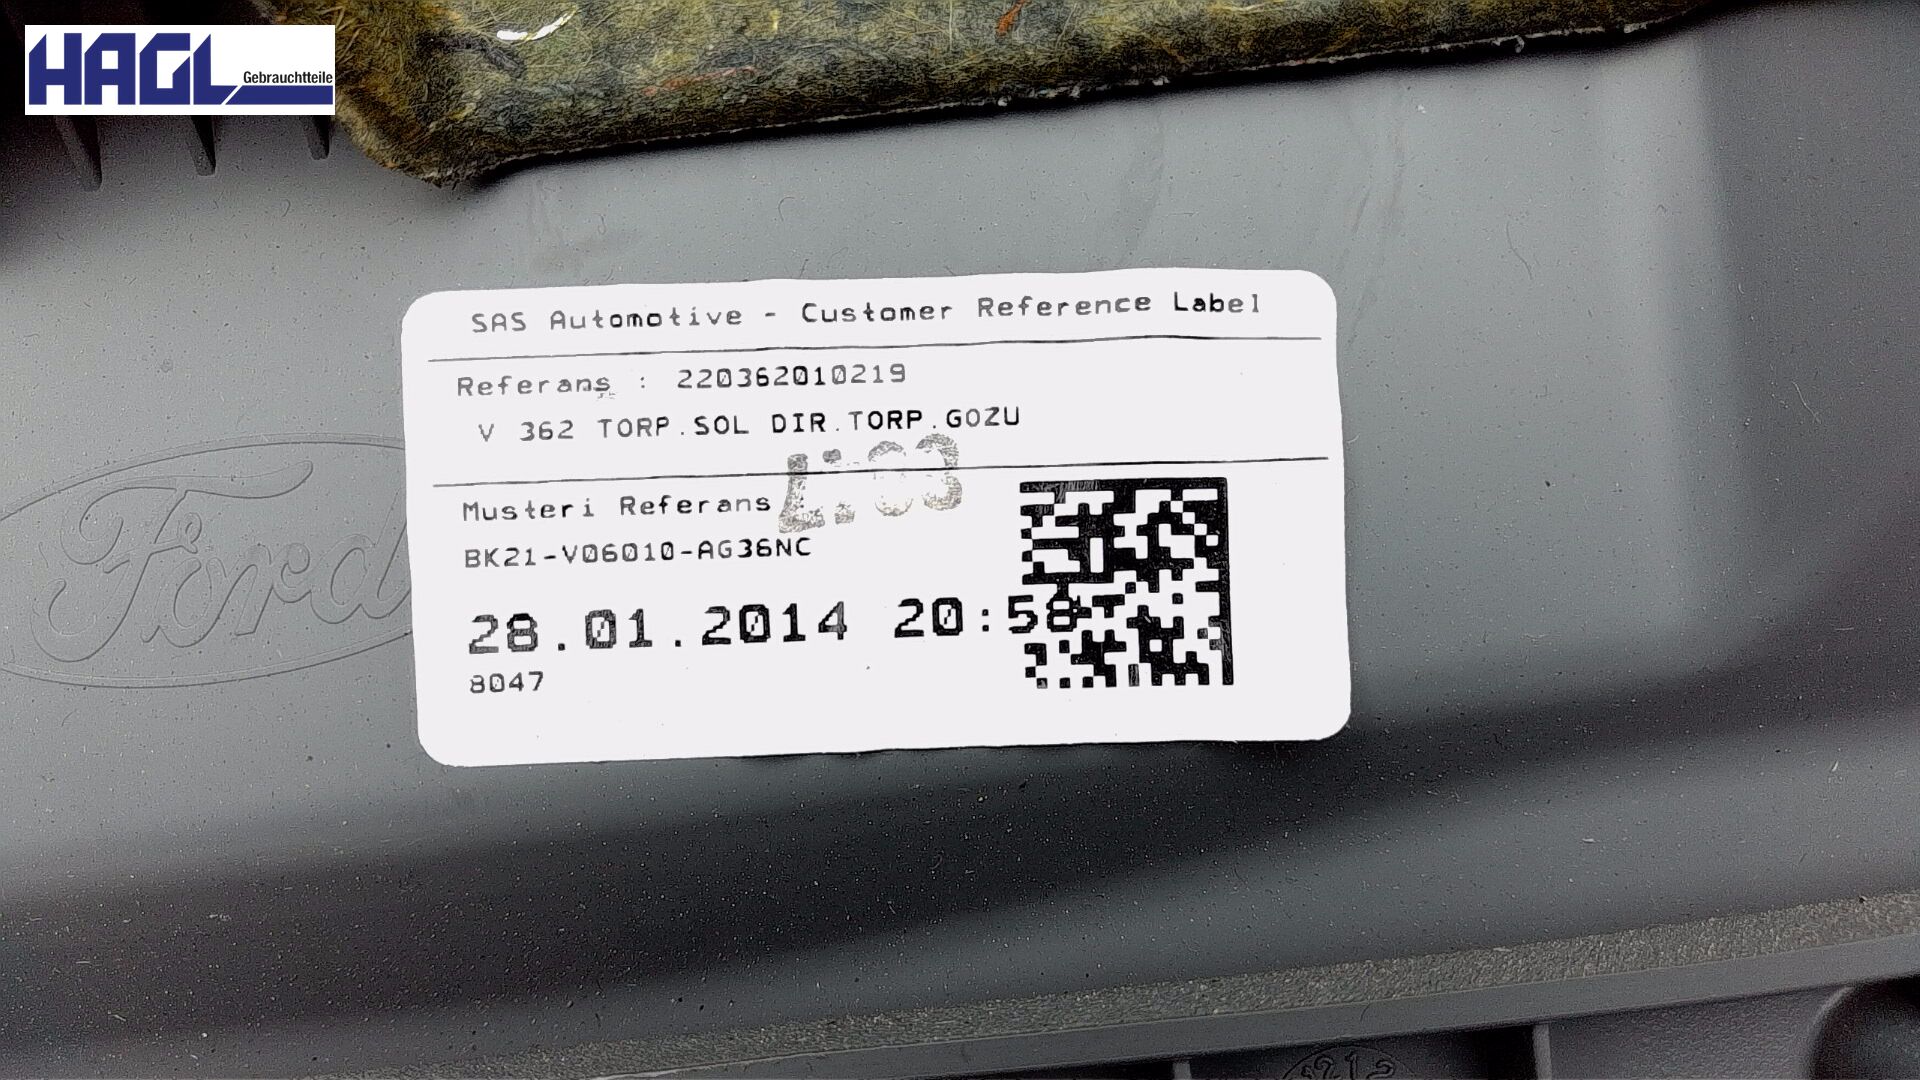 HAGL Gebrauchtteile
SAS Automotive - Customer Reference Label
Referans : 220362010219
V 362 TORP.SOL DIR.TORP.GOZU
Musteri Referans
BK21-V06010-AG36NC
28.01.2014 20:58
8047
Ford